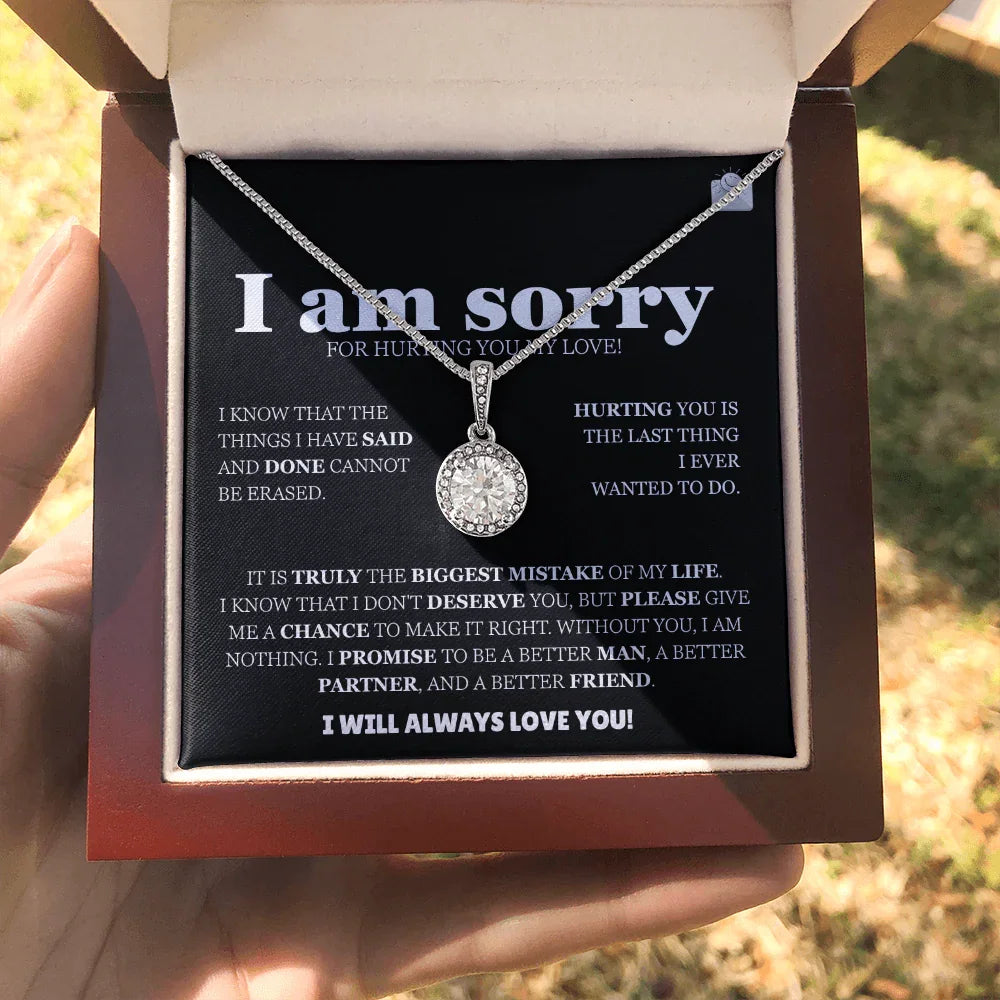 I am sorry
FOR HURTING YOU MY LOVE!
I KNOW THAT THE
THINGS I HAVE SAID
AND DONE CANNOT
BE ERASED.
HURTING YOU IS
THE LAST THING
I EVER
WANTED TO DO.
IT IS TRULY THE BIGGEST MISTAKE OF MY LIFE.
I KNOW THAT I DON'T DESERVE YOU, BUT PLEASE GIVE
ME A CHANCE TO MAKE IT RIGHT. WITHOUT YOU, I AM
NOTHING. I PROMISE TO BE A BETTER MAN, A BETTER
PARTNER, AND A BETTER FRIEND.
I WILL ALWAYS LOVE YOU!